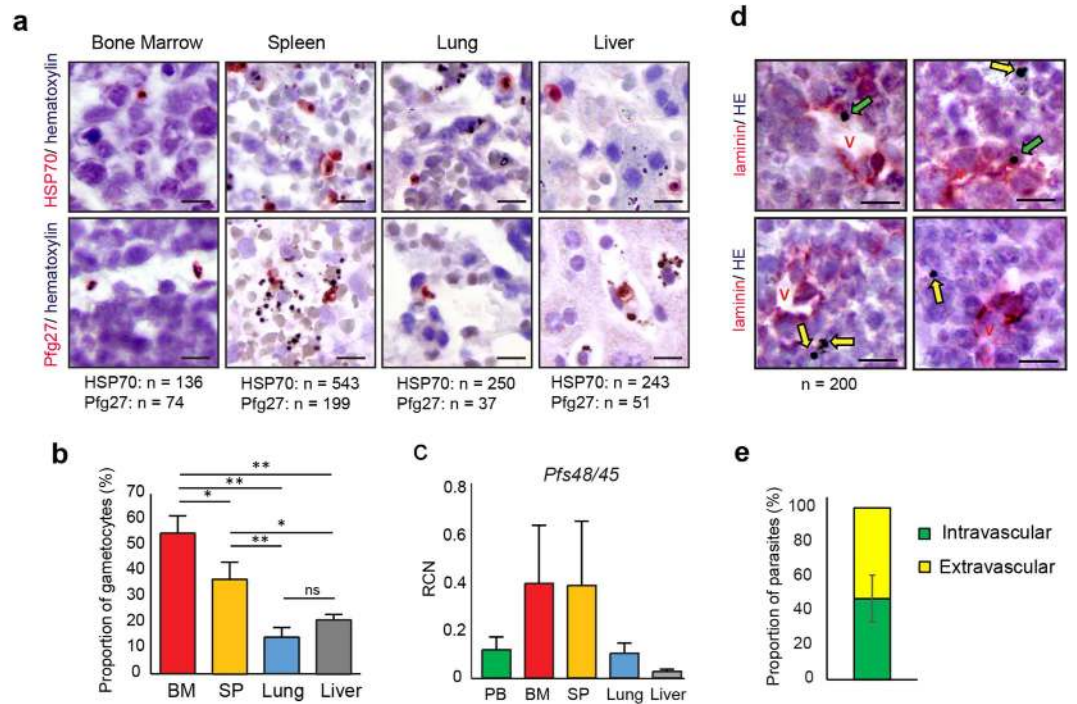 a
Bone Marrow Spleen Lung Liver
HSP70/ hematoxylin
Pfg27/ hematoxylin
HSP70: n = 136 HSP70: n = 543 HSP70: n = 250 HSP70: n = 243
Pfg27: n = 74 Pfg27: n = 199 Pfg27: n = 37 Pfg27: n = 51
d
laminin/ HE
laminin/ HE
V
V
V
n = 200
b
Proportion of gametocytes (%)
70
60
50
40
30
20
10
0
**
**
*
*
**
ns
BM SP Lung Liver
c
Pfs48/45
RCN
0.8
0.6
0.4
0.2
0
PB BM SP Lung Liver
e
Proportion of parasites (%)
100
80
60
40
20
0
Intravascular
Extravascular